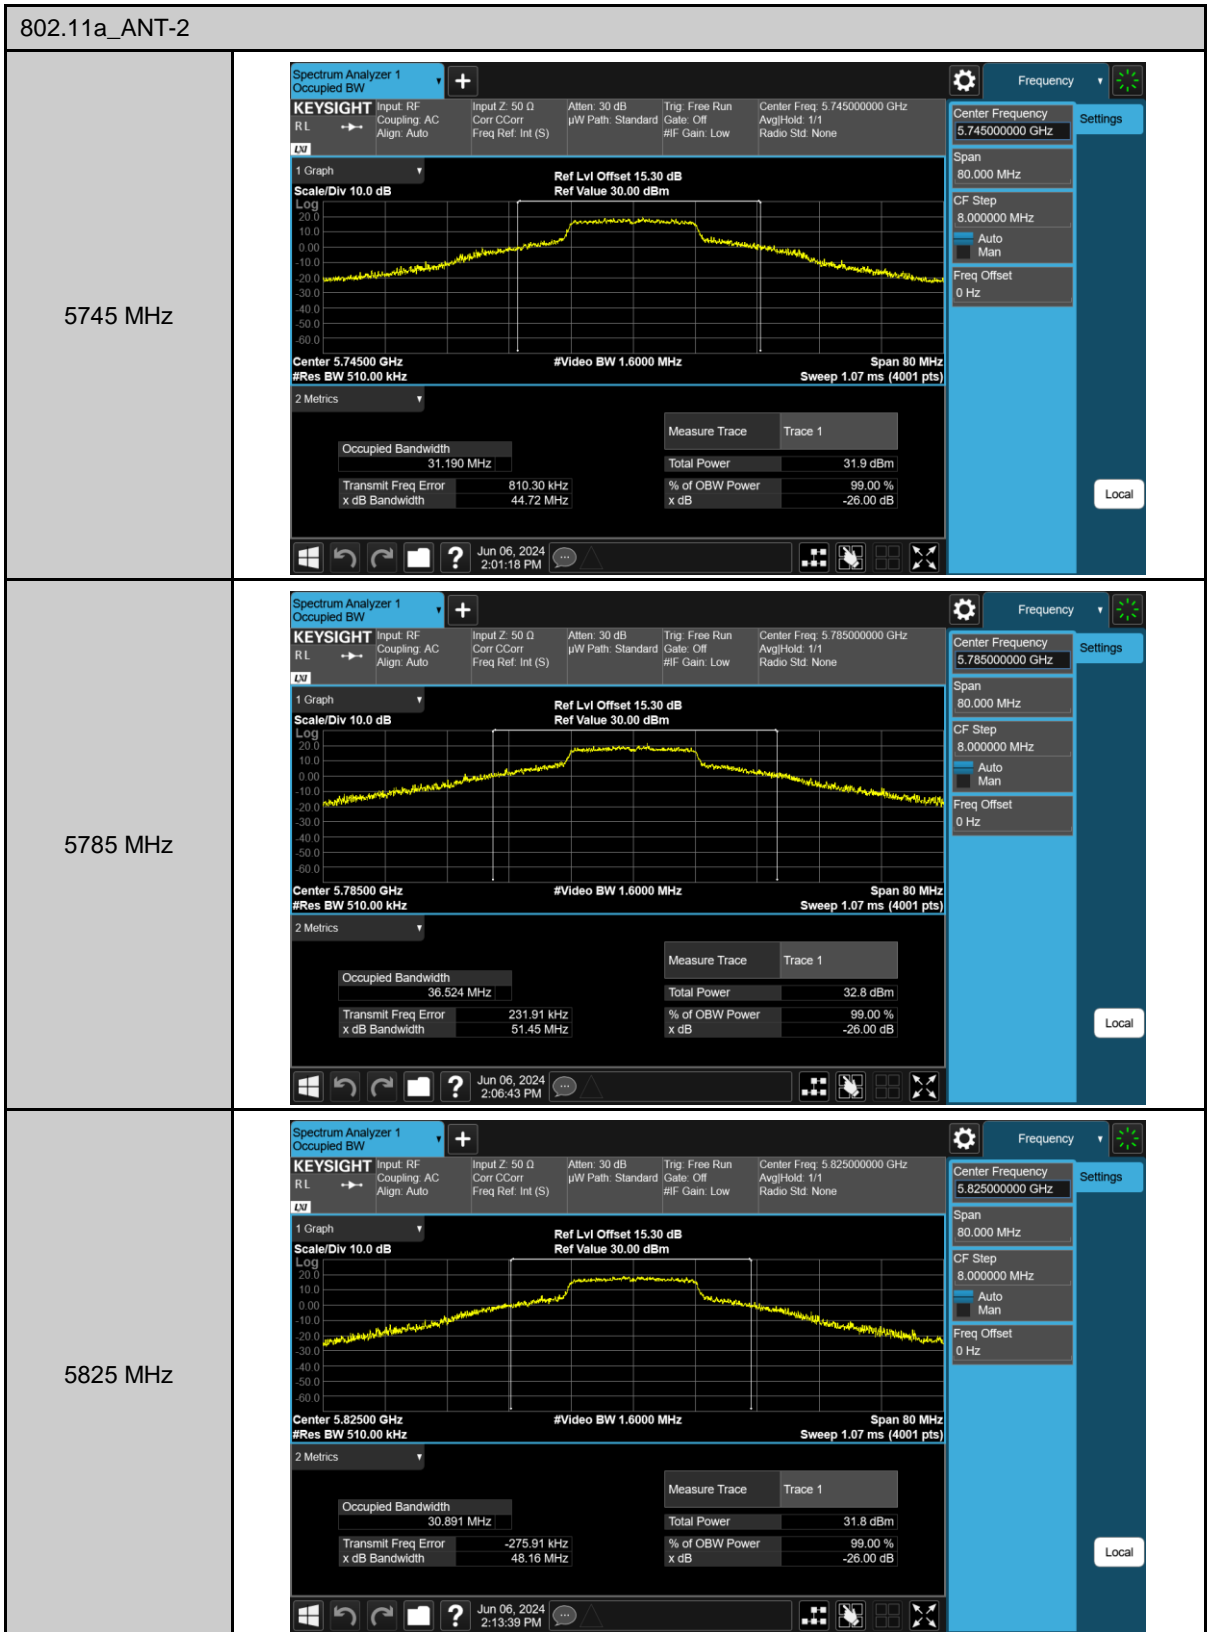 802.11a_ANT-2
5745 MHz
Spectrum Analyzer 1
Occupied BW
Frequency
KEYSIGHT
RL
LXI
Input: RF
Coupling: AC
Align: Auto
Input Z: 50 Ω
Corr CCorr
Freq Ref: Int (S)
Atten: 30 dB
µW Path: Standard
Trig: Free Run
Gate: Off
#IF Gain: Low
Center Freq: 5.745000000 GHz
Avg|Hold: 1/1
Radio Std: None
Center Frequency
5.745000000 GHz
Settings
Span
80.000 MHz
CF Step
8.000000 MHz
Auto
Man
Freq Offset
0 Hz
Local
1 Graph
Scale/Div 10.0 dB
Ref Lvl Offset 15.30 dB
Ref Value 30.00 dBm
Log
20.0
10.0
0.00
-10.0
-20.0
-30.0
-40.0
-50.0
-60.0
Center 5.74500 GHz
#Video BW 1.6000 MHz
Span 80 MHz
#Res BW 510.00 kHz
Sweep 1.07 ms (4001 pts)
2 Metrics
Measure Trace Trace 1
Occupied Bandwidth
31.190 MHz
Total Power 31.9 dBm
Transmit Freq Error 810.30 kHz
% of OBW Power 99.00 %
x dB Bandwidth 44.72 MHz
x dB -26.00 dB
Jun 06, 2024
2:01:18 PM
5785 MHz
Spectrum Analyzer 1
Occupied BW
Frequency
KEYSIGHT
RL
LXI
Input: RF
Coupling: AC
Align: Auto
Input Z: 50 Ω
Corr CCorr
Freq Ref: Int (S)
Atten: 30 dB
µW Path: Standard
Trig: Free Run
Gate: Off
#IF Gain: Low
Center Freq: 5.785000000 GHz
Avg|Hold: 1/1
Radio Std: None
Center Frequency
5.785000000 GHz
Settings
Span
80.000 MHz
CF Step
8.000000 MHz
Auto
Man
Freq Offset
0 Hz
Local
1 Graph
Scale/Div 10.0 dB
Ref Lvl Offset 15.30 dB
Ref Value 30.00 dBm
Log
20.0
10.0
0.00
-10.0
-20.0
-30.0
-40.0
-50.0
-60.0
Center 5.78500 GHz
#Video BW 1.6000 MHz
Span 80 MHz
#Res BW 510.00 kHz
Sweep 1.07 ms (4001 pts)
2 Metrics
Measure Trace Trace 1
Occupied Bandwidth
36.524 MHz
Total Power 32.8 dBm
Transmit Freq Error 231.91 kHz
% of OBW Power 99.00 %
x dB Bandwidth 51.45 MHz
x dB -26.00 dB
Jun 06, 2024
2:06:43 PM
5825 MHz
Spectrum Analyzer 1
Occupied BW
Frequency
KEYSIGHT
RL
LXI
Input: RF
Coupling: AC
Align: Auto
Input Z: 50 Ω
Corr CCorr
Freq Ref: Int (S)
Atten: 30 dB
µW Path: Standard
Trig: Free Run
Gate: Off
#IF Gain: Low
Center Freq: 5.825000000 GHz
Avg|Hold: 1/1
Radio Std: None
Center Frequency
5.825000000 GHz
Settings
Span
80.000 MHz
CF Step
8.000000 MHz
Auto
Man
Freq Offset
0 Hz
Local
1 Graph
Scale/Div 10.0 dB
Ref Lvl Offset 15.30 dB
Ref Value 30.00 dBm
Log
20.0
10.0
0.00
-10.0
-20.0
-30.0
-40.0
-50.0
-60.0
Center 5.82500 GHz
#Video BW 1.6000 MHz
Span 80 MHz
#Res BW 510.00 kHz
Sweep 1.07 ms (4001 pts)
2 Metrics
Measure Trace Trace 1
Occupied Bandwidth
30.891 MHz
Total Power 31.8 dBm
Transmit Freq Error -275.91 kHz
% of OBW Power 99.00 %
x dB Bandwidth 48.16 MHz
x dB -26.00 dB
Jun 06, 2024
2:13:39 PM